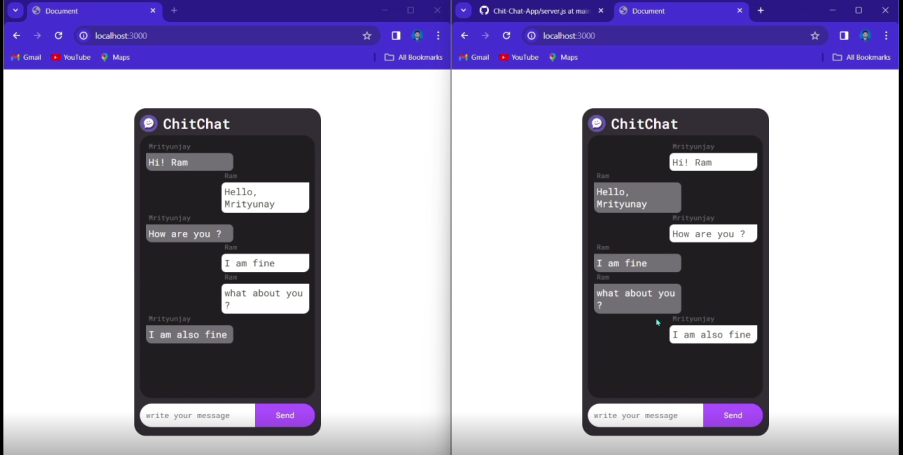 Document
localhost:3000
Gmail
YouTube
Maps
All Bookmarks
ChitChat
Mrityunjay
Hi! Ram
Ram
Hello,
Mrityunay
Mrityunjay
How are you ?
Ram
I am fine
Ram
what about you
?
Mrityunjay
I am also fine
write your message
Send
Chit-Chat-App/server.js at mai
Document
localhost:3000
Gmail
YouTube
Maps
All Bookmarks
ChitChat
Mrityunjay
Hi! Ram
Ram
Hello,
Mrityunay
Mrityunjay
How are you ?
Ram
I am fine
Ram
what about you
?
Mrityunjay
I am also fine
write your message
Send